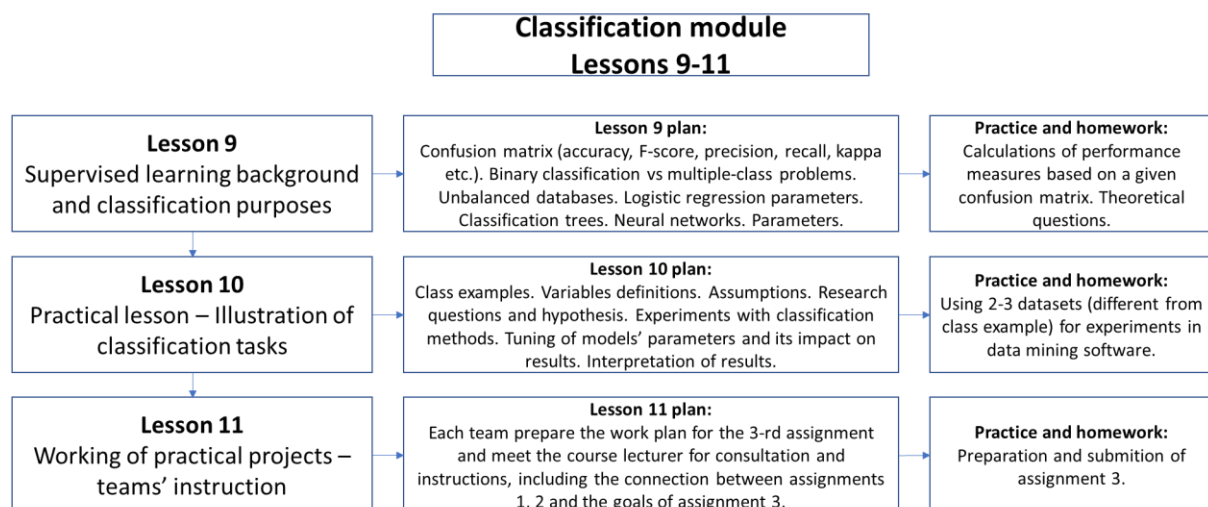 Classification module
Lessons 9-11
Lesson 9
Supervised learning background
and classification purposes
Lesson 9 plan:
Confusion matrix (accuracy, F-score, precision, recall, kappa
etc.). Binary classification vs multiple-class problems.
Unbalanced databases. Logistic regression parameters.
Classification trees. Neural networks. Parameters.
Practice and homework:
Calculations of performance
measures based on a given
confusion matrix. Theoretical
questions.
Lesson 10
Practical lesson – Illustration of
classification tasks
Lesson 10 plan:
Class examples. Variables definitions. Assumptions. Research
questions and hypothesis. Experiments with classification
methods. Tuning of models’ parameters and its impact on
results. Interpretation of results.
Practice and homework:
Using 2-3 datasets (different from
class example) for experiments in
data mining software.
Lesson 11
Working of practical projects –
teams’ instruction
Lesson 11 plan:
Each team prepare the work plan for the 3-rd assignment
and meet the course lecturer for consultation and
instructions, including the connection between assignments
1, 2 and the goals of assignment 3.
Practice and homework:
Preparation and submition of
assignment 3.